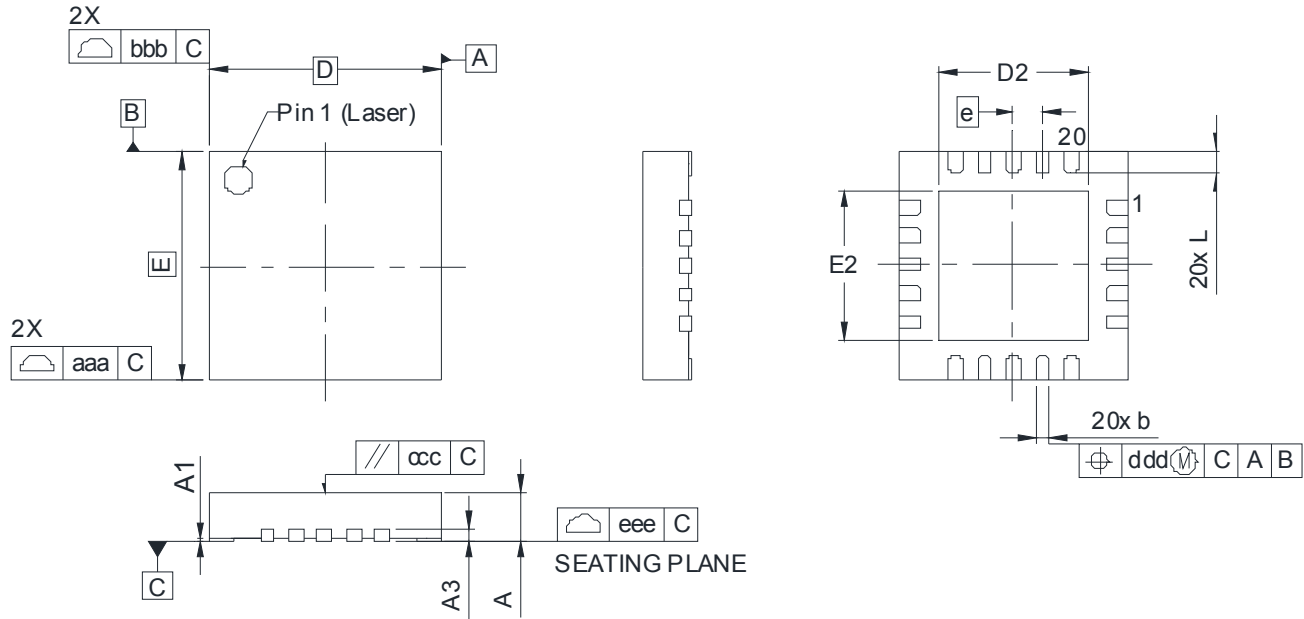 2X
bbb C
D
A
B
Pin 1 (Laser)
E
2X
aaa C
D2
e
20
1
E2
20x L
20x b
ddd M C A B
// ccc C
A1
C
A3
A
eee C
SEATING PLANE